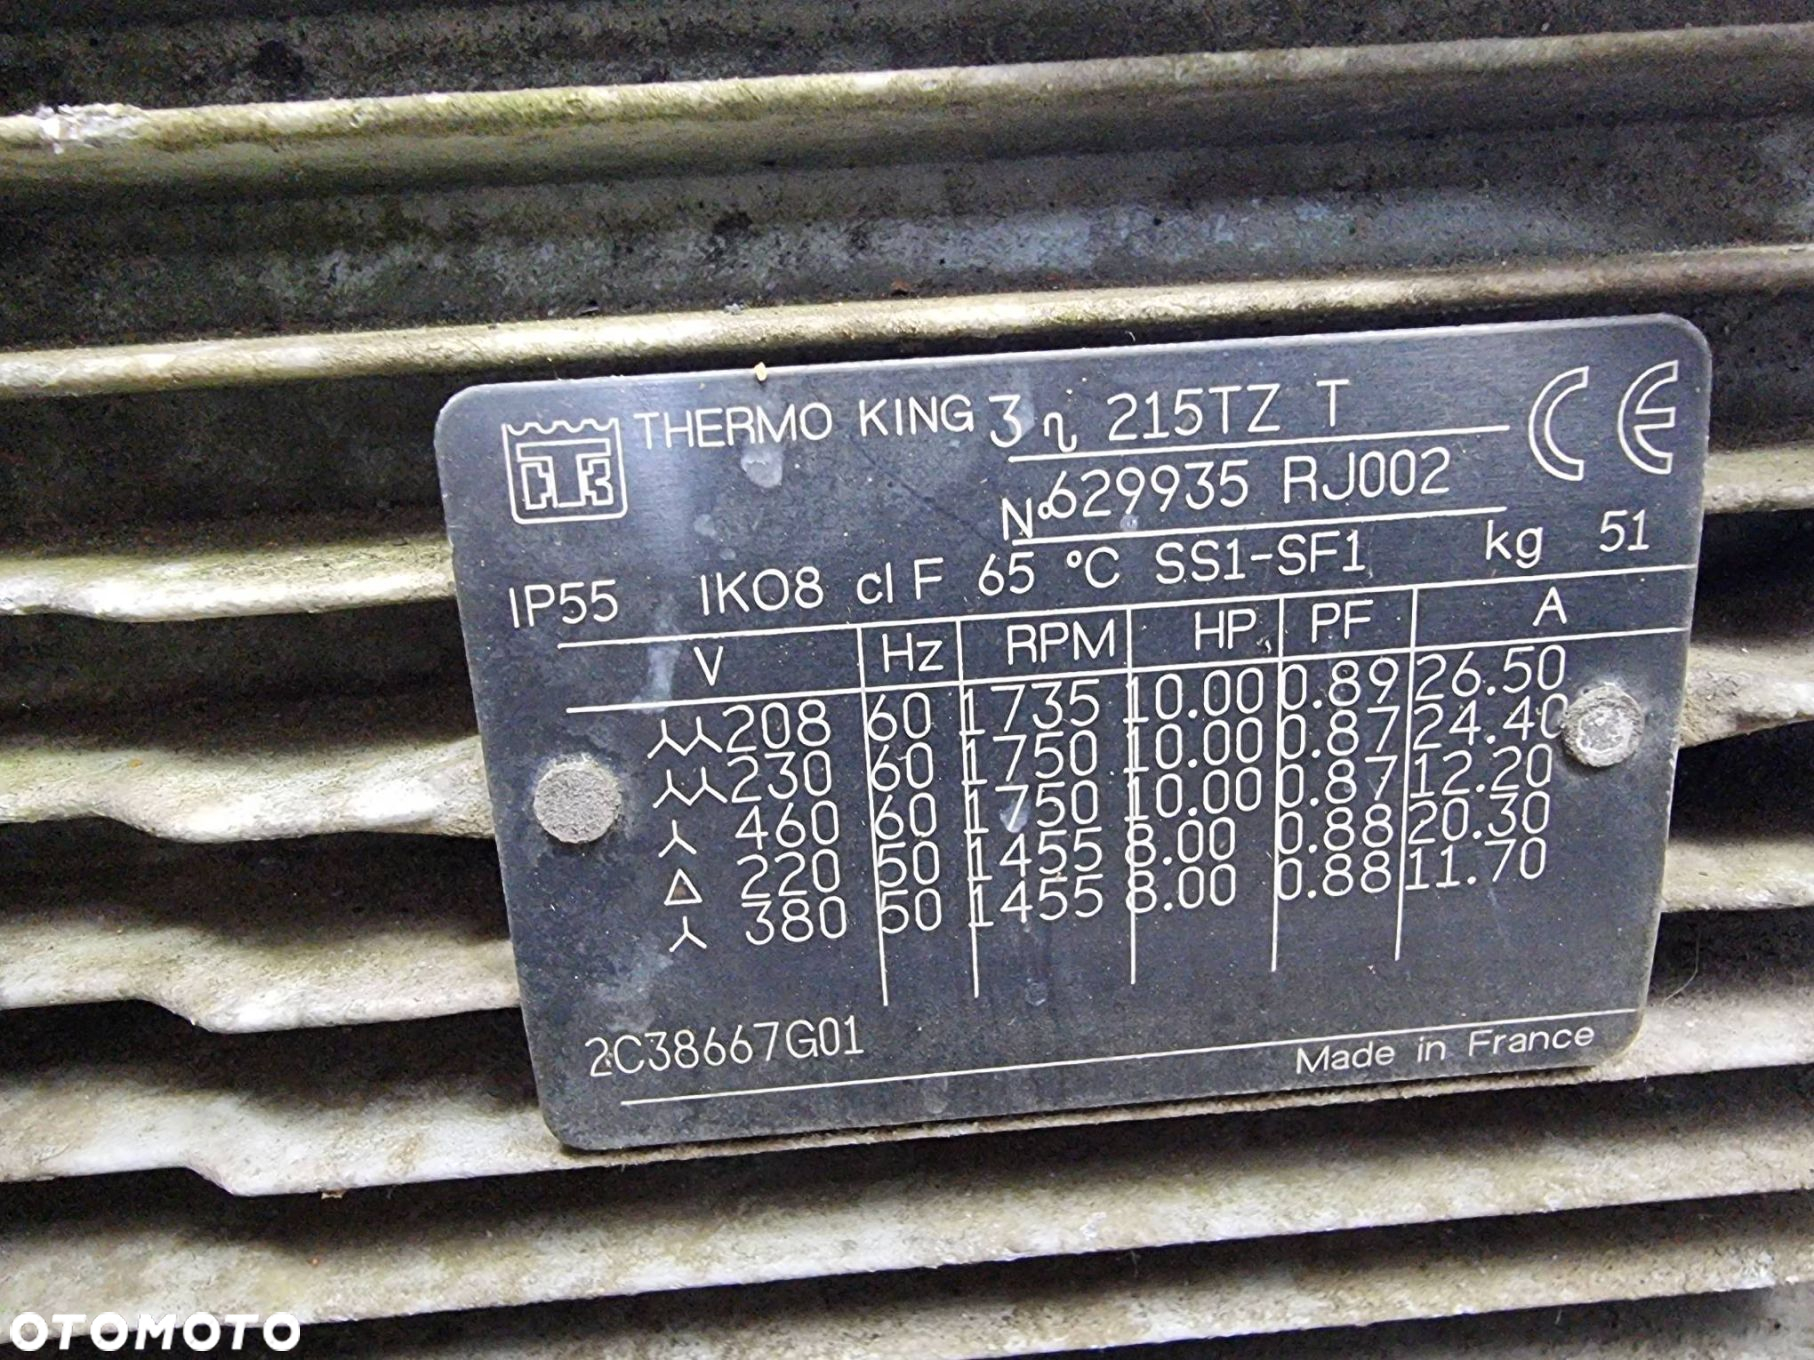 THERMO KING 3 215TZ T CE
N° 629935 RJ002
IP55 IK08 cl F 65 °C SS1-SF1 kg 51
V Hz RPM HP PF A
208 60 1735 10.00 0.89 26.50
230 60 1750 10.00 0.87 24.40
460 60 1750 10.00 0.87 12.20
Δ 220 50 1455 8.00 0.88 20.30
380 50 1455 8.00 0.88 11.70
2C38667G01
Made in France
OTOMOTO